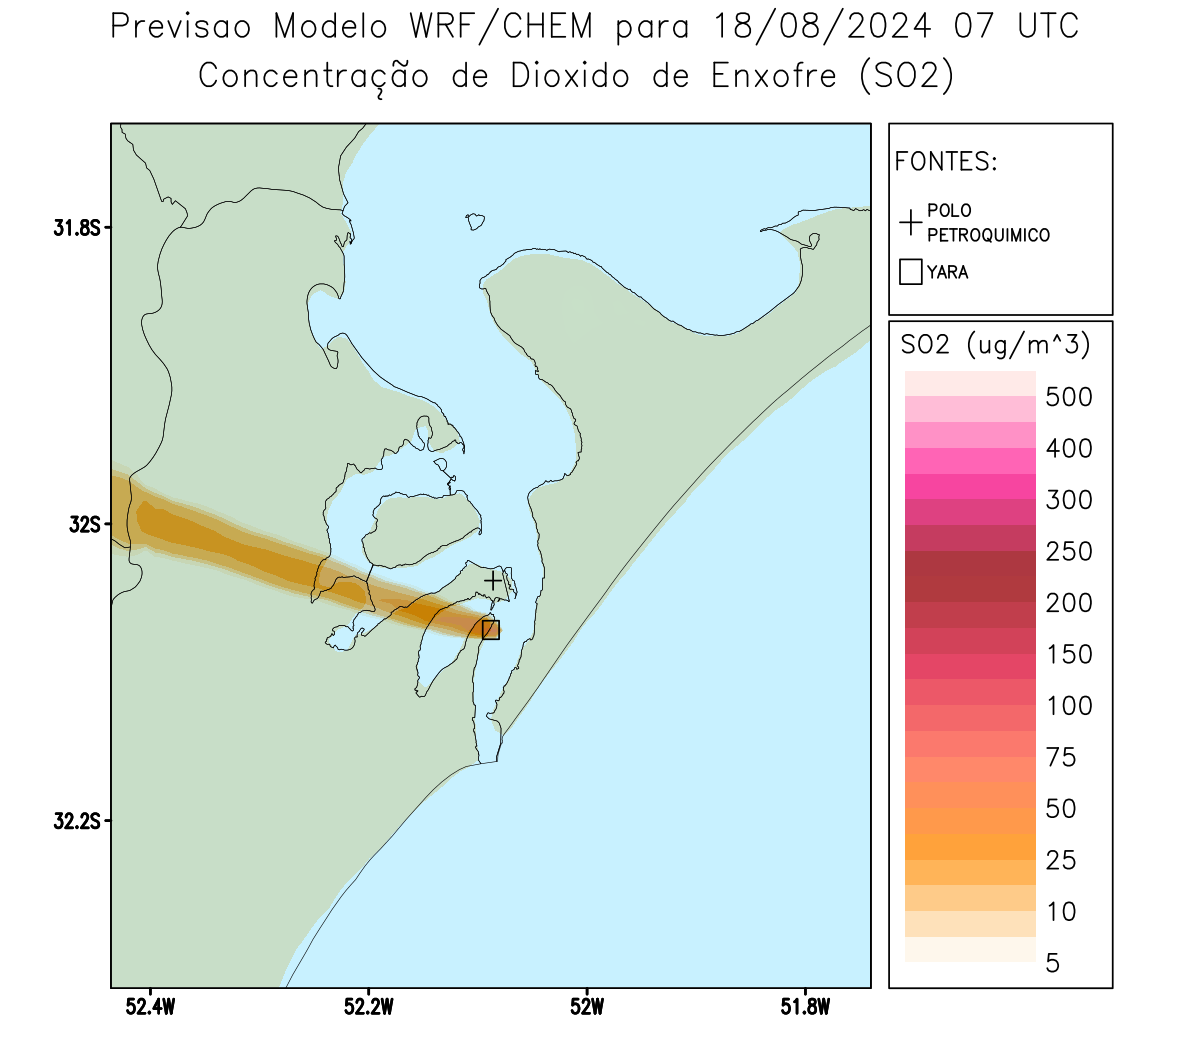 Previsao Modelo WRF/CHEM para 18/08/2024 07 UTC
Concentração de Dioxido de Enxofre (SO2)
FONTES:
POLO
PETROQUIMICO
YARA
SO2 (ug/m^3)
500
400
300
250
200
150
100
75
50
25
10
5
31.8S
32S
32.2S
52.4W
52.2W
52W
51.8W